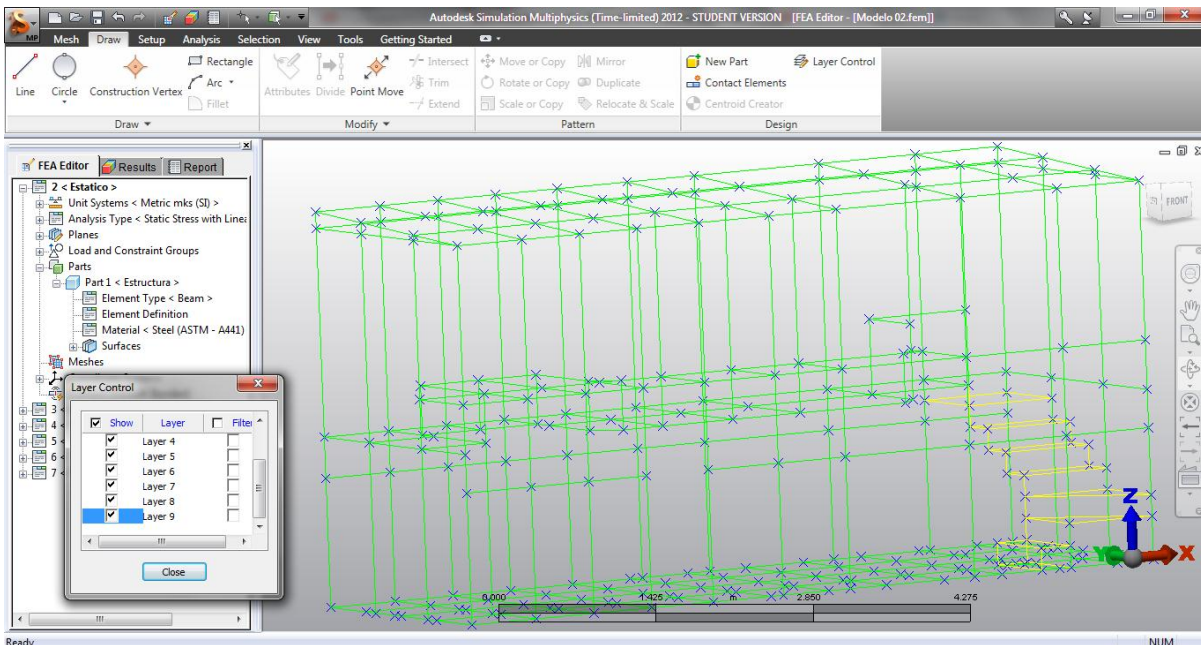 Autodesk Simulation Multiphysics (Time-limited) 2012 - STUDENT VERSION [FEA Editor - [Modelo 02.fem]]
MP
Mesh Draw Setup Analysis Selection View Tools Getting Started
Line Circle Construction Vertex Rectangle Arc Fillet
Attributes Divide Point Move Intersect Trim Extend
Move or Copy Mirror
Rotate or Copy Duplicate
Scale or Copy Relocate & Scale
New Part Layer Control
Contact Elements
Centroid Creator
Draw Modify Pattern Design
FEA Editor Results Report
2 < Estatico >
Unit Systems < Metric mks (SI) >
Analysis Type < Static Stress with Linea
Planes
Load and Constraint Groups
Parts
Part 1 < Estructura >
Element Type < Beam >
Element Definition
Material < Steel (ASTM - A441)
Surfaces
Meshes
3 <
4 <
5 <
6 <
7 <
Layer Control
Show Layer Filter
Layer 4
Layer 5
Layer 6
Layer 7
Layer 8
Layer 9
Close
FRONT
Z
Y
X
0.000 1.425 m 2.850 4.275
Ready NUM